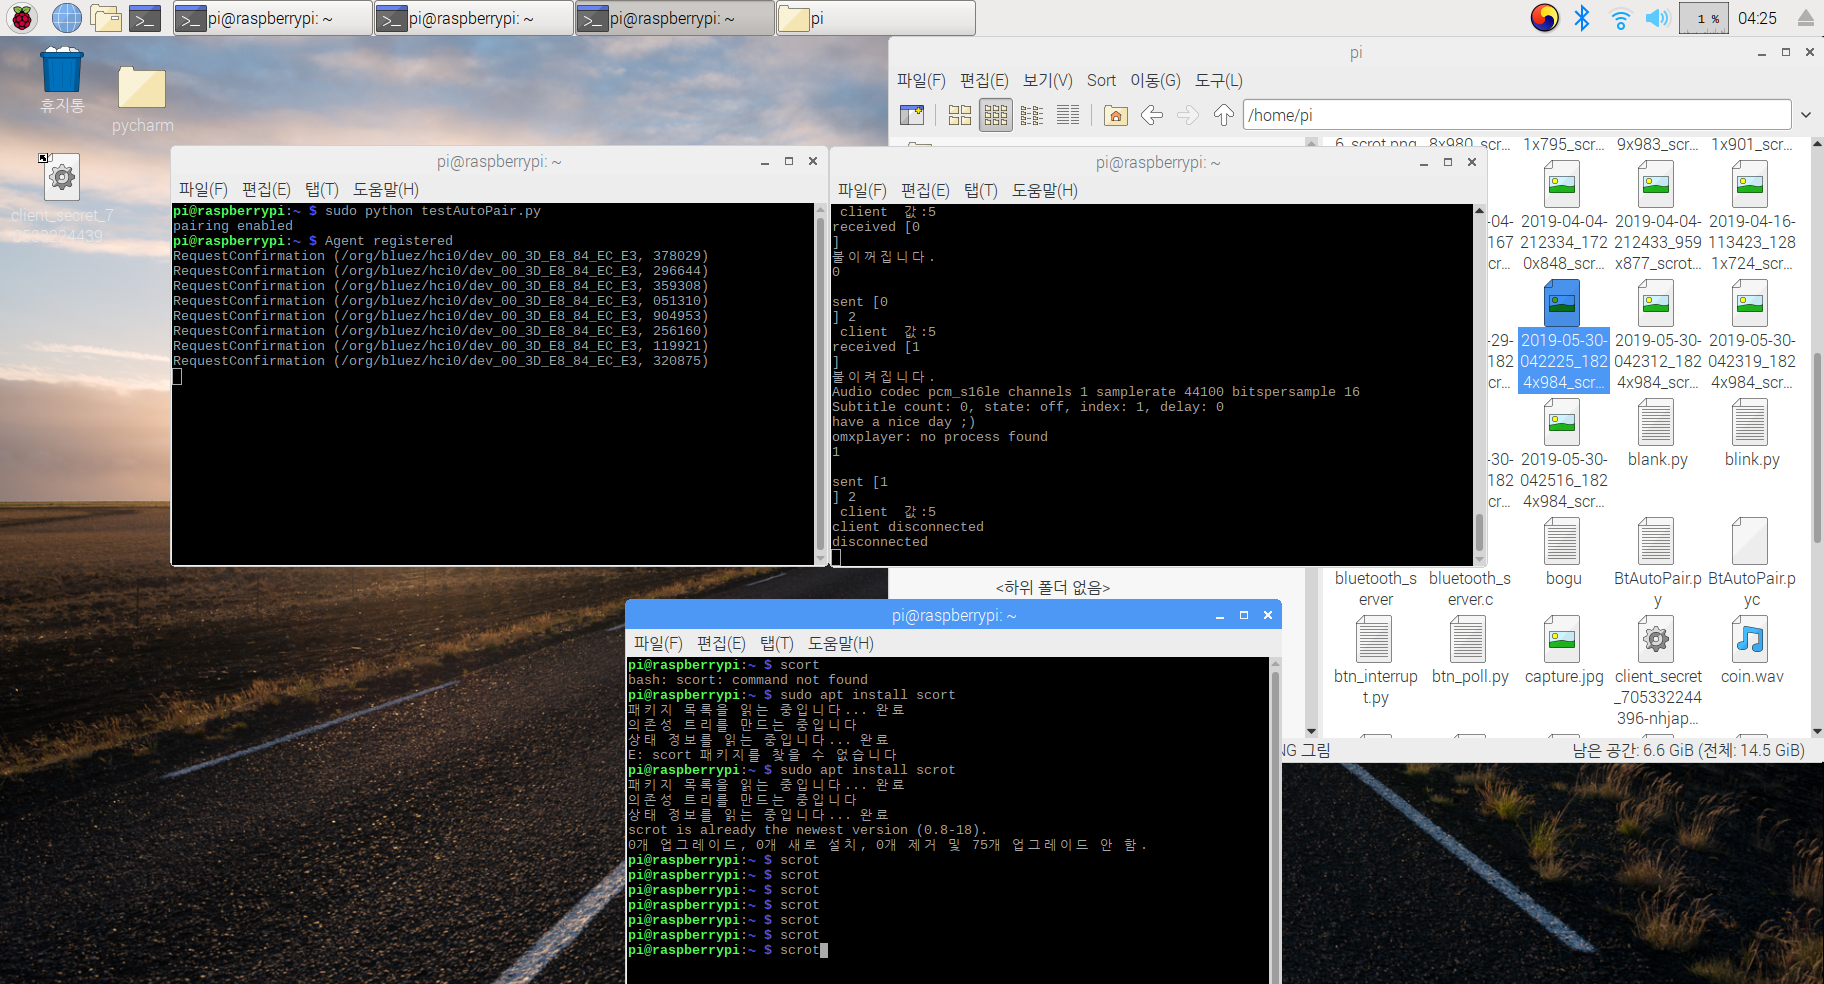 pi@raspberrypi: ~
pi@raspberrypi: ~
pi@raspberrypi: ~
pi
1 %
04:25
휴지통
pycharm
client_secret_7
pi
파일(F) 편집(E) 보기(V) Sort 이동(G) 도구(L)
/home/pi
pi@raspberrypi: ~
파일(F) 편집(E) 탭(T) 도움말(H)
pi@raspberrypi:~ $ sudo python testAutoPair.py
pairing enabled
pi@raspberrypi:~ $ Agent registered
RequestConfirmation (/org/bluez/hci0/dev_00_3D_E8_84_EC_E3, 378029)
RequestConfirmation (/org/bluez/hci0/dev_00_3D_E8_84_EC_E3, 296644)
RequestConfirmation (/org/bluez/hci0/dev_00_3D_E8_84_EC_E3, 359308)
RequestConfirmation (/org/bluez/hci0/dev_00_3D_E8_84_EC_E3, 051310)
RequestConfirmation (/org/bluez/hci0/dev_00_3D_E8_84_EC_E3, 904953)
RequestConfirmation (/org/bluez/hci0/dev_00_3D_E8_84_EC_E3, 256160)
RequestConfirmation (/org/bluez/hci0/dev_00_3D_E8_84_EC_E3, 119921)
RequestConfirmation (/org/bluez/hci0/dev_00_3D_E8_84_EC_E3, 320875)
pi@raspberrypi: ~
파일(F) 편집(E) 탭(T) 도움말(H)
client 값:5
received [0
]
불이꺼집니다.
0
sent [0
] 2
client 값:5
received [1
]
불이켜집니다.
Audio codec pcm_s16le channels 1 samplerate 44100 bitspersample 16
Subtitle count: 0, state: off, index: 1, delay: 0
have a nice day ;)
omxplayer: no process found
1
sent [1
] 2
client 값:5
client disconnected
disconnected
6_scrot.png 8x980_scr... 1x795_scr... 9x983_scr... 1x901_scr...
2019-04-04-
212334_172
0x848_scr...
2019-04-04-
212433_959
x877_scrot...
2019-04-16-
113423_128
1x724_scr...
2019-05-30-
042225_182
4x984_scr...
2019-05-30-
042312_182
4x984_scr...
2019-05-30-
042319_182
4x984_scr...
2019-05-30-
042516_182
4x984_scr...
blank.py
blink.py
bluetooth_s
erver
bluetooth_s
erver.c
bogu
BtAutoPair.p
y
BtAutoPair.p
yc
btn_interrup
t.py
btn_poll.py
capture.jpg
client_secret
_705332244
396-nhjap...
coin.wav
<하위 폴더 없음>
NG 그림
남은 공간: 6.6 GiB (전체: 14.5 GiB)
pi@raspberrypi: ~
파일(F) 편집(E) 탭(T) 도움말(H)
pi@raspberrypi:~ $ scort
bash: scort: command not found
pi@raspberrypi:~ $ sudo apt install scort
패키지 목록을 읽는 중입니다... 완료
의존성 트리를 만드는 중입니다
상태 정보를 읽는 중입니다... 완료
E: scort 패키지를 찾을 수 없습니다
pi@raspberrypi:~ $ sudo apt install scrot
패키지 목록을 읽는 중입니다... 완료
의존성 트리를 만드는 중입니다
상태 정보를 읽는 중입니다... 완료
scrot is already the newest version (0.8-18).
0개 업그레이드, 0개 새로 설치, 0개 제거 및 75개 업그레이드 안 함.
pi@raspberrypi:~ $ scrot
pi@raspberrypi:~ $ scrot
pi@raspberrypi:~ $ scrot
pi@raspberrypi:~ $ scrot
pi@raspberrypi:~ $ scrot
pi@raspberrypi:~ $ scrot
pi@raspberrypi:~ $ scrot